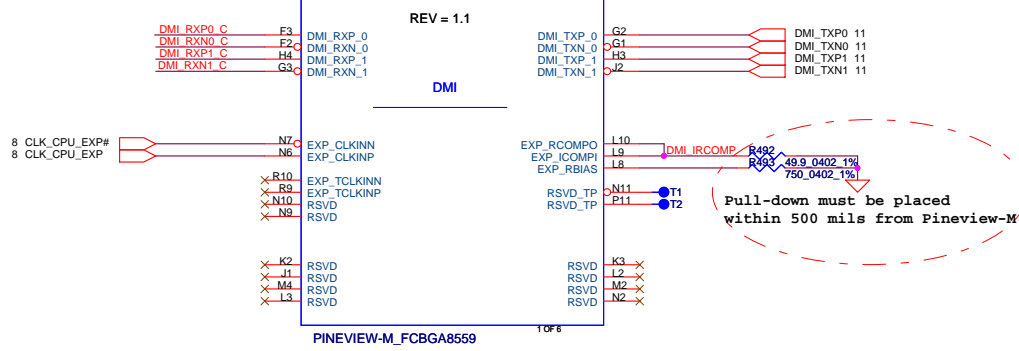 REV = 1.1
DMI_RXP0_C F3 DMI_RXP_0 DMI_TXP_0 G2 DMI_TXP0 11
DMI_RXN0_C F2 DMI_RXN_0 DMI_TXN_0 G1 DMI_TXN0 11
DMI_RXP1_C H4 DMI_RXP_1 DMI_TXP_1 H3 DMI_TXP1 11
DMI_RXN1_C G3 DMI_RXN_1 DMI_TXN_1 J2 DMI_TXN1 11
DMI
8 CLK_CPU_EXP# N7 EXP_CLKINN EXP_RCOMPO L10
8 CLK_CPU_EXP N6 EXP_CLKINP EXP_ICOMPI L9 DMI_IRCOMP R492 49.9_0402_1%
EXP_RBIAS L8 R493 750_0402_1%
R10 EXP_TCLKINN
R9 EXP_TCLKINP RSVD_TP N11 T1
N10 RSVD RSVD_TP P11 T2
N9 RSVD
Pull-down must be placed
within 500 mils from Pineview-M
K2 RSVD RSVD K3
J1 RSVD RSVD L2
M4 RSVD RSVD M2
L3 RSVD RSVD N2
1 OF 6
PINEVIEW-M_FCBGA8559